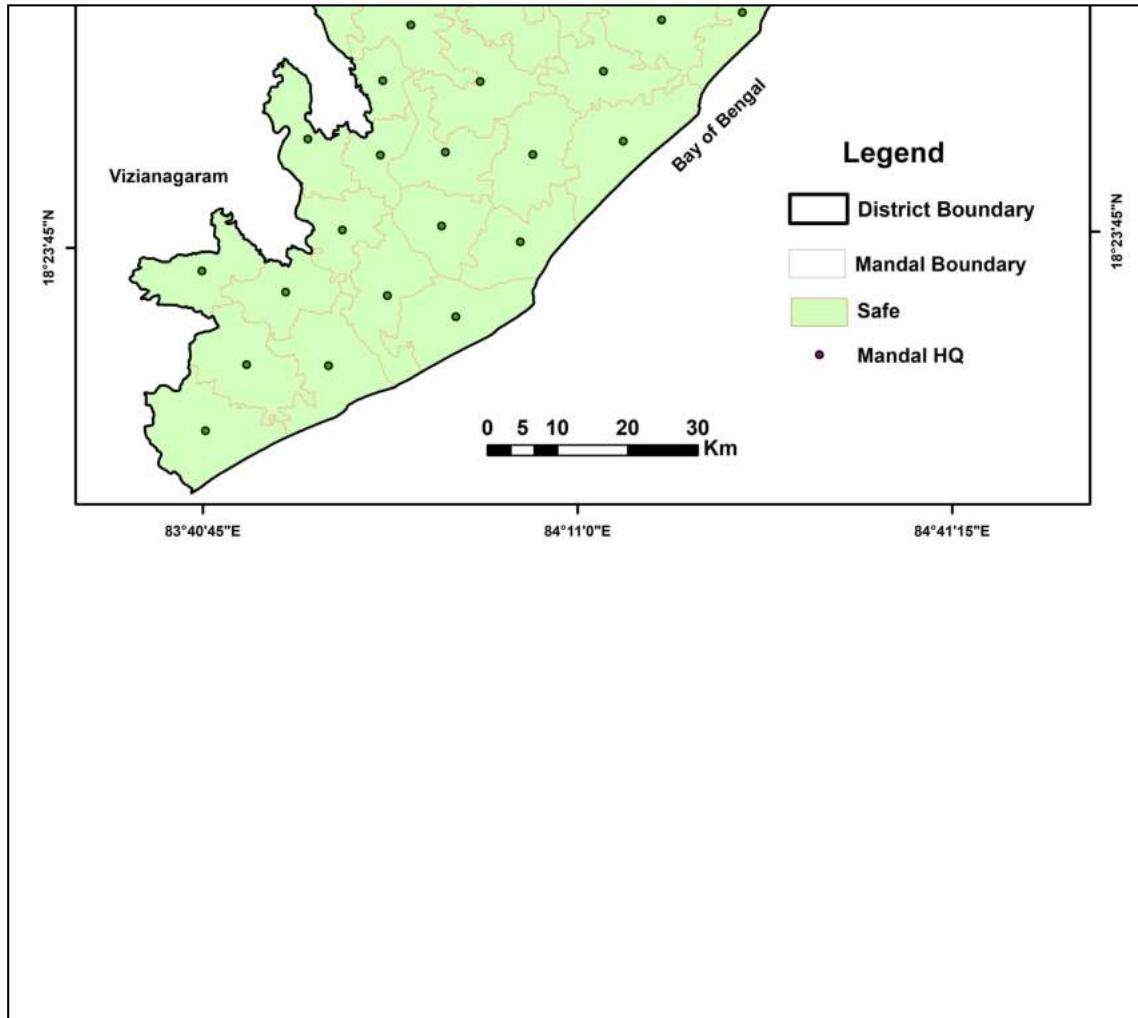 Bay of Bengal
Vizianagaram
Legend
District Boundary
Mandal Boundary
Safe
Mandal HQ
18°23'45"N
18°23'45"N
0 5 10 20 30
Km
83°40'45"E 84°11'0"E 84°41'15"E